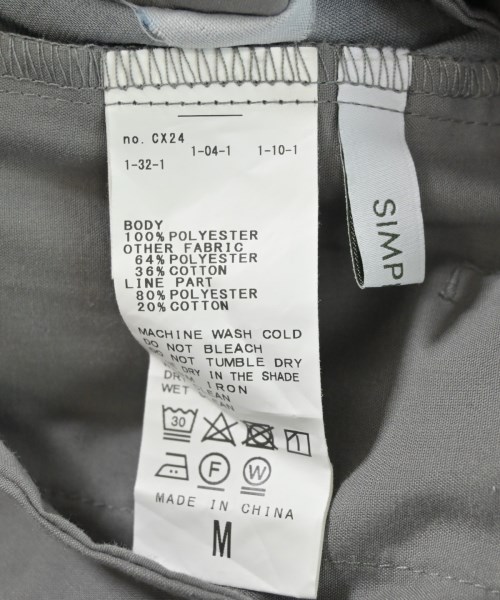 no. CX24
1-04-1 1-10-1
1-32-1
BODY
100% POLYESTER
OTHER FABRIC
64% POLYESTER
36% COTTON
LINE PART
80% POLYESTER
20% COTTON
MACHINE WASH COLD
DO NOT BLEACH
DO NOT TUMBLE DRY
DRY IN THE SHADE
IRON
WET
30
F
W
MADE IN CHINA
M
SIMP